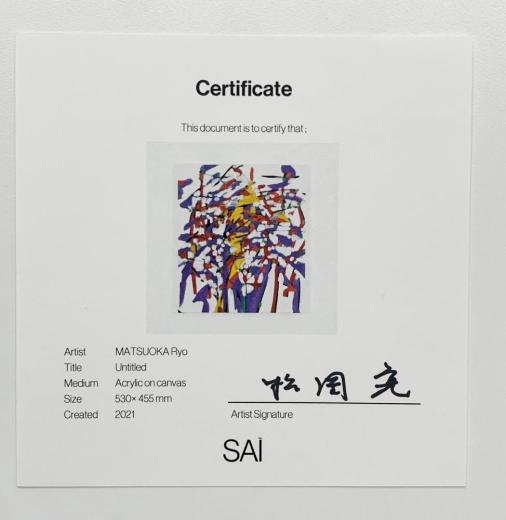 Certificate
This document is to certify that ;
Artist MATSUOKA Ryo
Title Untitled
Medium Acrylic on canvas
Size 530× 455 mm
Created 2021
松岡 亮
Artist Signature
SAI